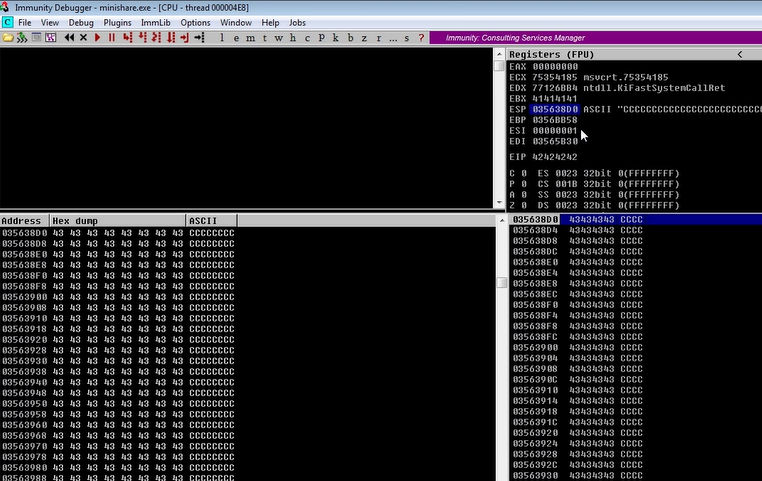 Immunity Debugger - minishare.exe - [CPU - thread 000004E8]
C File View Debug Plugins ImmLib Options Window Help Jobs
l e m t w h c P k b z r ... s ?
Immunity: Consulting Services Manager
Registers (FPU) <
EAX 00000000
ECX 75354185 msvcrt.75354185
EDX 77126BB4 ntdll.KiFastSystemCallRet
EBX 41414141
ESP 035638D0 ASCII "CCCCCCCCCCCCCCCCCCCCCCCCC
EBP 0356BB58
ESI 00000001
EDI 03565B30
EIP 42424242
C 0 ES 0023 32bit 0(FFFFFFFF)
P 0 CS 001B 32bit 0(FFFFFFFF)
A 0 SS 0023 32bit 0(FFFFFFFF)
Z 0 DS 0023 32bit 0(FFFFFFFF)
Address Hex dump ASCII
035638D0 43 43 43 43 43 43 43 43 CCCCCCCC
035638D8 43 43 43 43 43 43 43 43 CCCCCCCC
035638E0 43 43 43 43 43 43 43 43 CCCCCCCC
035638E8 43 43 43 43 43 43 43 43 CCCCCCCC
035638F0 43 43 43 43 43 43 43 43 CCCCCCCC
035638F8 43 43 43 43 43 43 43 43 CCCCCCCC
03563900 43 43 43 43 43 43 43 43 CCCCCCCC
03563908 43 43 43 43 43 43 43 43 CCCCCCCC
03563910 43 43 43 43 43 43 43 43 CCCCCCCC
03563918 43 43 43 43 43 43 43 43 CCCCCCCC
03563920 43 43 43 43 43 43 43 43 CCCCCCCC
03563928 43 43 43 43 43 43 43 43 CCCCCCCC
03563930 43 43 43 43 43 43 43 43 CCCCCCCC
03563938 43 43 43 43 43 43 43 43 CCCCCCCC
03563940 43 43 43 43 43 43 43 43 CCCCCCCC
03563948 43 43 43 43 43 43 43 43 CCCCCCCC
03563950 43 43 43 43 43 43 43 43 CCCCCCCC
03563958 43 43 43 43 43 43 43 43 CCCCCCCC
03563960 43 43 43 43 43 43 43 43 CCCCCCCC
03563968 43 43 43 43 43 43 43 43 CCCCCCCC
03563970 43 43 43 43 43 43 43 43 CCCCCCCC
03563978 43 43 43 43 43 43 43 43 CCCCCCCC
03563980 43 43 43 43 43 43 43 43 CCCCCCCC
03563988 43 43 43 43 43 43 43 43 CCCCCCCC
035638D0 43434343 CCCC
035638D4 43434343 CCCC
035638D8 43434343 CCCC
035638DC 43434343 CCCC
035638E0 43434343 CCCC
035638E4 43434343 CCCC
035638E8 43434343 CCCC
035638EC 43434343 CCCC
035638F0 43434343 CCCC
035638F4 43434343 CCCC
035638F8 43434343 CCCC
035638FC 43434343 CCCC
03563900 43434343 CCCC
03563904 43434343 CCCC
03563908 43434343 CCCC
0356390C 43434343 CCCC
03563910 43434343 CCCC
03563914 43434343 CCCC
03563918 43434343 CCCC
0356391C 43434343 CCCC
03563920 43434343 CCCC
03563924 43434343 CCCC
03563928 43434343 CCCC
0356392C 43434343 CCCC
03563930 43434343 CCCC